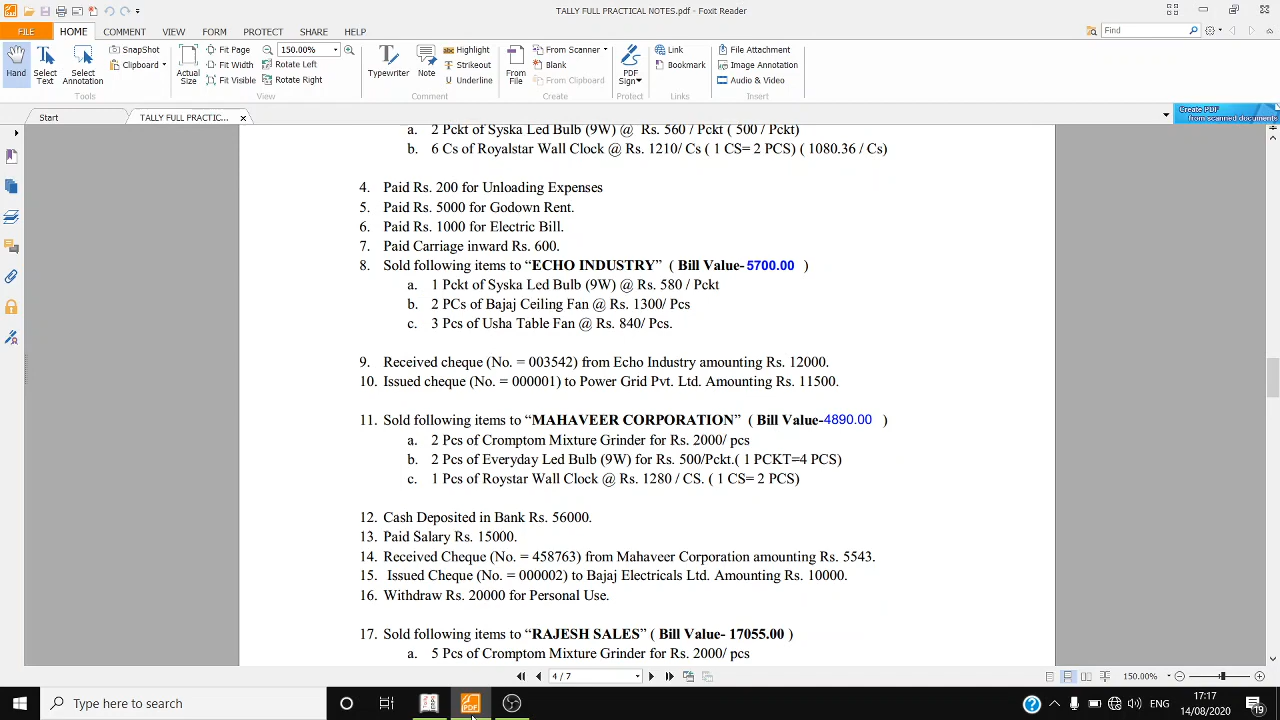 TALLY FULL PRACTICAL NOTES.pdf - Foxit Reader
FILE HOME COMMENT VIEW FORM PROTECT SHARE HELP
Find
Hand
Select Text
Select Annotation
SnapShot
Clipboard
Tools
Actual Size
Fit Page
Fit Width
Fit Visible
150.00%
Rotate Left
Rotate Right
View
Typewriter
Note
Highlight
Strikeout
Underline
Comment
From File
From Scanner
Blank
From Clipboard
Create
PDF Sign
Protect
Link
Bookmark
Links
File Attachment
Image Annotation
Audio & Video
Insert
Start
TALLY FULL PRACTIC...
Create PDF
from scanned documents
a. 2 Pckt of Syska Led Bulb (9W) @ Rs. 560 / Pckt ( 500 / Pckt)
b. 6 Cs of Royalstar Wall Clock @ Rs. 1210/ Cs ( 1 CS= 2 PCS) ( 1080.36 / Cs)
4. Paid Rs. 200 for Unloading Expenses
5. Paid Rs. 5000 for Godown Rent.
6. Paid Rs. 1000 for Electric Bill.
7. Paid Carriage inward Rs. 600.
8. Sold following items to “ECHO INDUSTRY” ( Bill Value- 5700.00 )
a. 1 Pckt of Syska Led Bulb (9W) @ Rs. 580 / Pckt
b. 2 PCs of Bajaj Ceiling Fan @ Rs. 1300/ Pcs
c. 3 Pcs of Usha Table Fan @ Rs. 840/ Pcs.
9. Received cheque (No. = 003542) from Echo Industry amounting Rs. 12000.
10. Issued cheque (No. = 000001) to Power Grid Pvt. Ltd. Amounting Rs. 11500.
11. Sold following items to “MAHAVEER CORPORATION” ( Bill Value-4890.00 )
a. 2 Pcs of Cromptom Mixture Grinder for Rs. 2000/ pcs
b. 2 Pcs of Everyday Led Bulb (9W) for Rs. 500/Pckt.( 1 PCKT=4 PCS)
c. 1 Pcs of Roystar Wall Clock @ Rs. 1280 / CS. ( 1 CS= 2 PCS)
12. Cash Deposited in Bank Rs. 56000.
13. Paid Salary Rs. 15000.
14. Received Cheque (No. = 458763) from Mahaveer Corporation amounting Rs. 5543.
15. Issued Cheque (No. = 000002) to Bajaj Electricals Ltd. Amounting Rs. 10000.
16. Withdraw Rs. 20000 for Personal Use.
17. Sold following items to “RAJESH SALES” ( Bill Value- 17055.00 )
a. 5 Pcs of Cromptom Mixture Grinder for Rs. 2000/ pcs
4 / 7
150.00%
Type here to search
PDF
ENG
17:17
14/08/2020
19